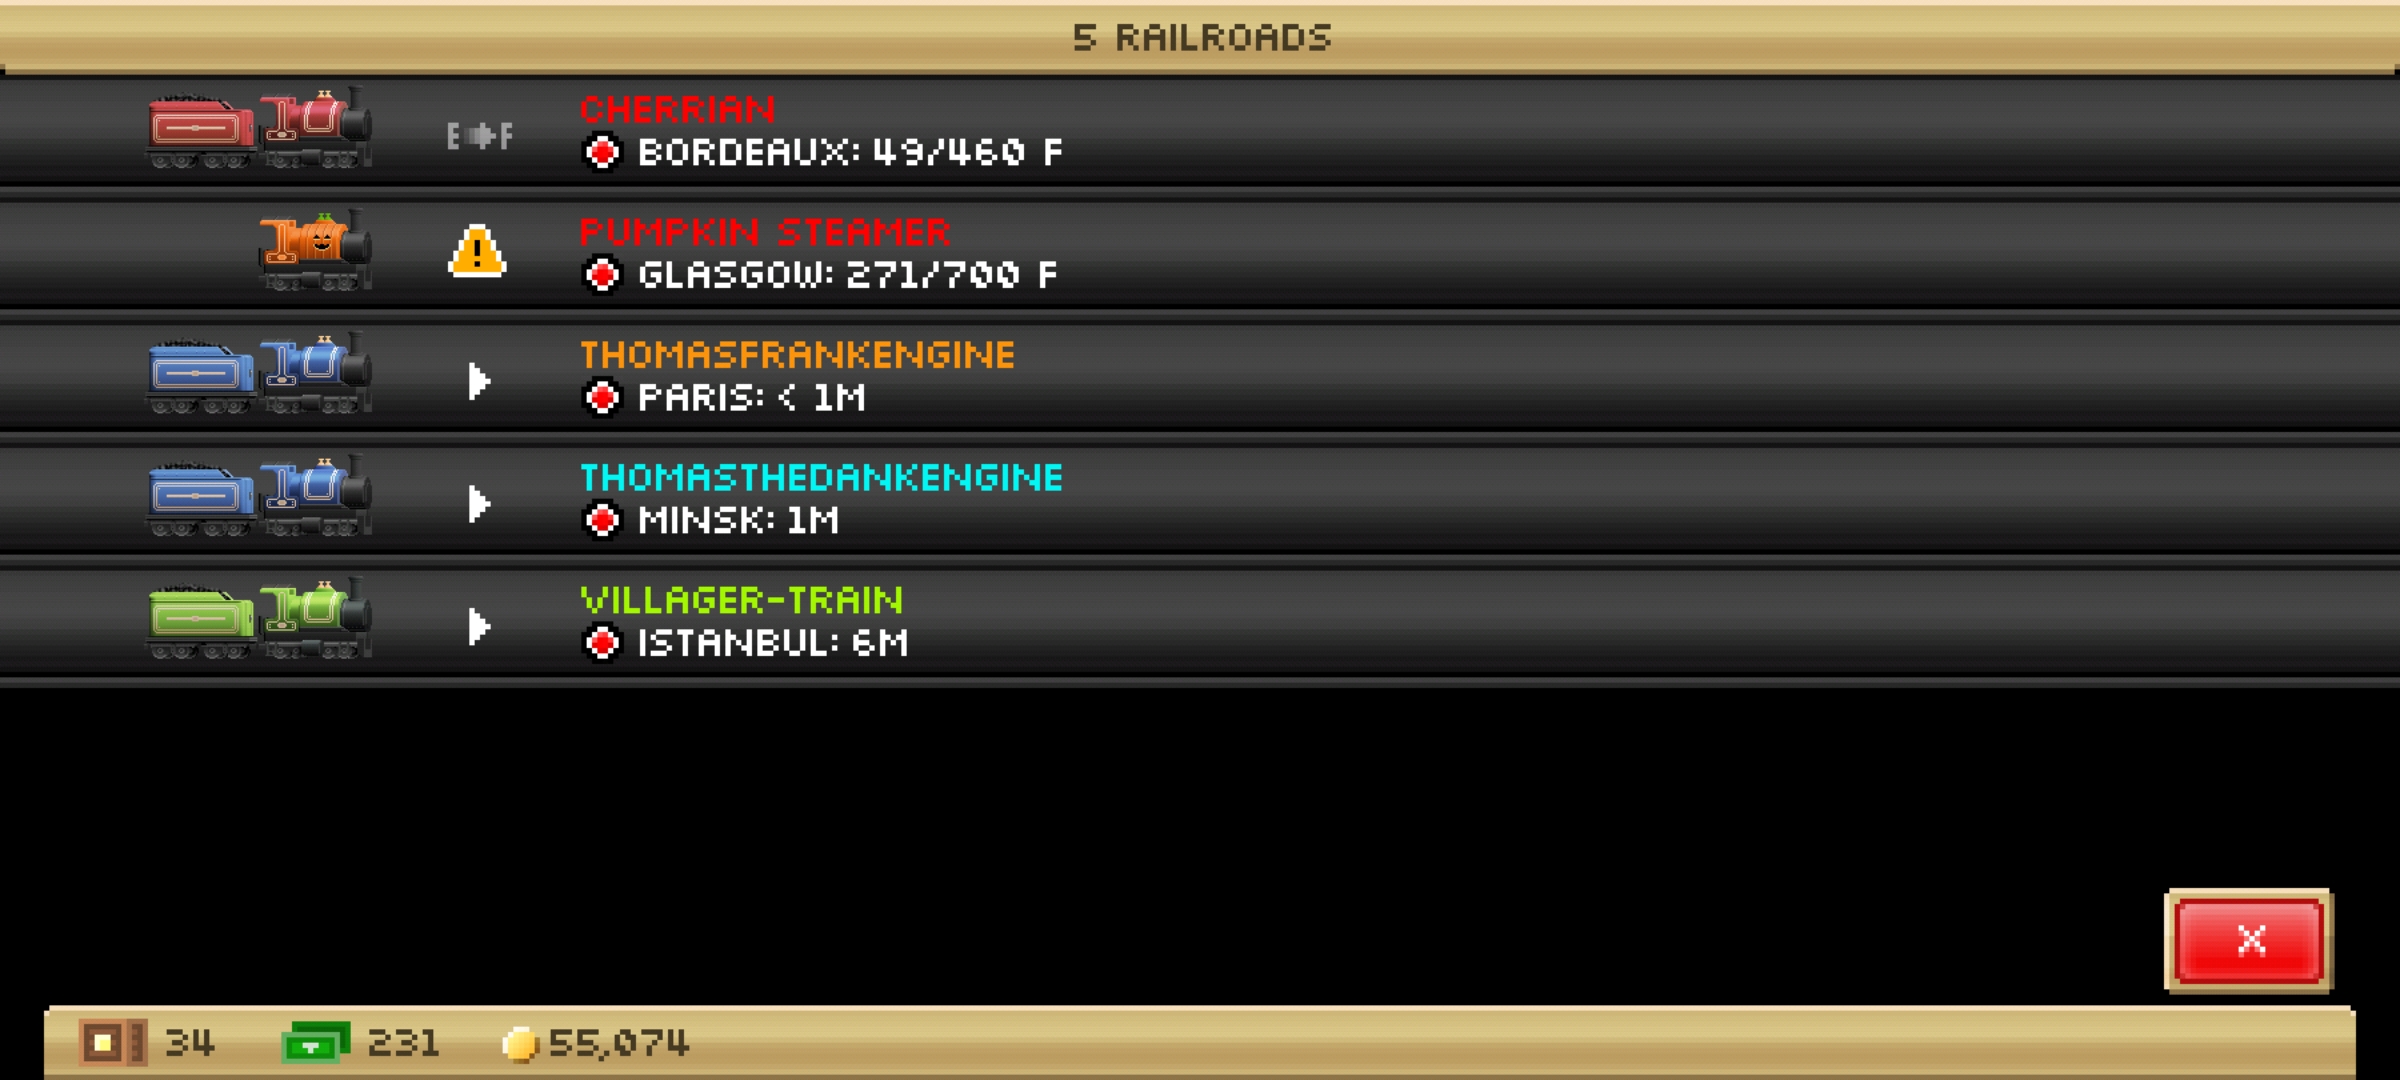 5 RAILROADS
CHERRIAN
E F
BORDEAUX: 49/460 F
PUMPKIN STEAMER
!
GLASGOW: 271/700 F
THOMASFRANKENGINE
PARIS: < 1M
THOMASTHEDANKENGINE
MINSK: 1M
VILLAGER-TRAIN
ISTANBUL: 6M
X
34 231 55,074